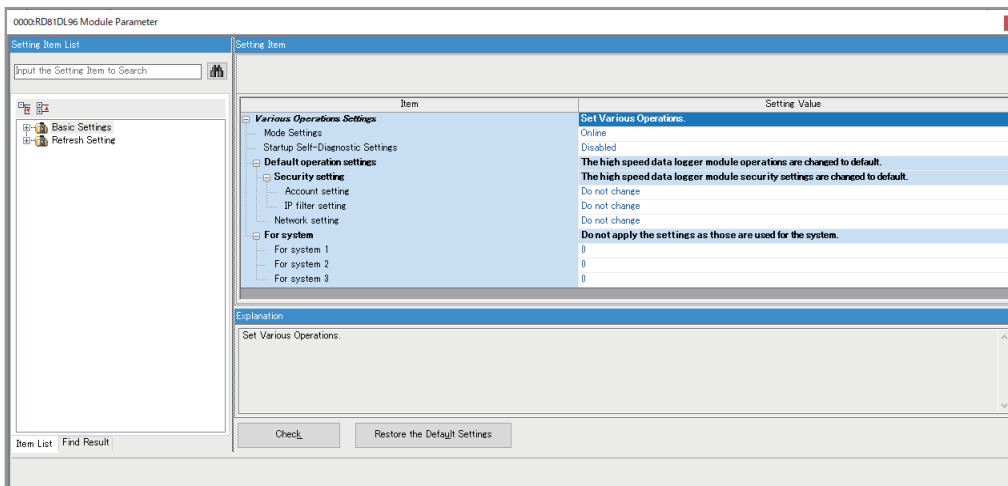 0000:RD81DL96 Module Parameter
Setting Item List
Setting Item
Input the Setting Item to Search
Basic Settings
Refresh Setting
Item Setting Value
Various Operations Settings Set Various Operations.
Mode Settings Online
Startup Self-Diagnostic Settings Disabled
Default operation settings The high speed data logger module operations are changed to default.
Security setting The high speed data logger module security settings are changed to default.
Account setting Do not change
IP filter setting Do not change
Network setting Do not change
For system Do not apply the settings as those are used for the system.
For system 1 0
For system 2 0
For system 3 0
Explanation
Set Various Operations.
Item List Find Result
Check Restore the Default Settings